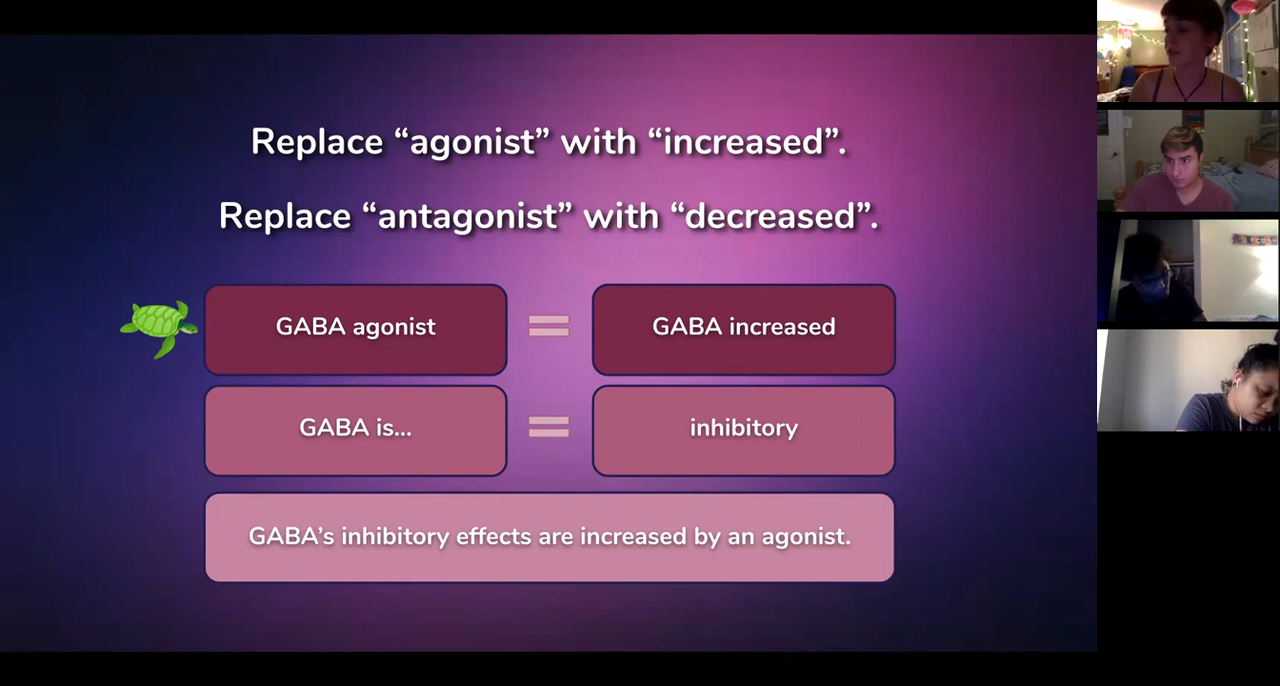 Replace “agonist” with “increased”.
Replace “antagonist” with “decreased”.
GABA agonist = GABA increased
GABA is... = inhibitory
GABA’s inhibitory effects are increased by an agonist.